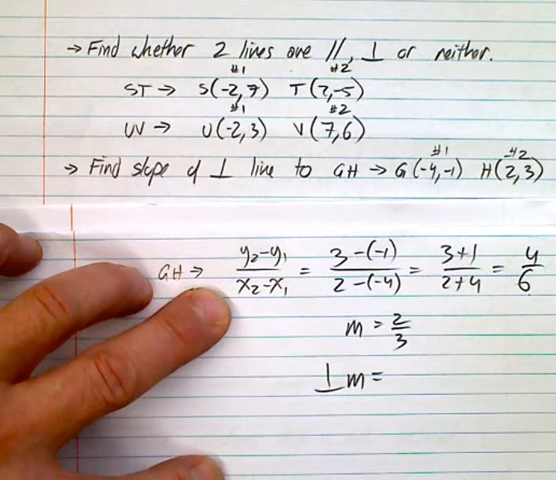 → Find whether 2 lines are //, ⊥ or neither.
#1 #2
ST → S(-2,7) T(7,-5)
#1 #2
UV → U(-2,3) V(7,6)
#1 #2
→ Find slope of ⊥ line to GH → G(-4,-1) H(2,3)
GH → y₂-y₁/x₂-x₁ = 3-(-1)/2-(-4) = 3+1/2+4 = 4/6
m = 2/3
⊥m =